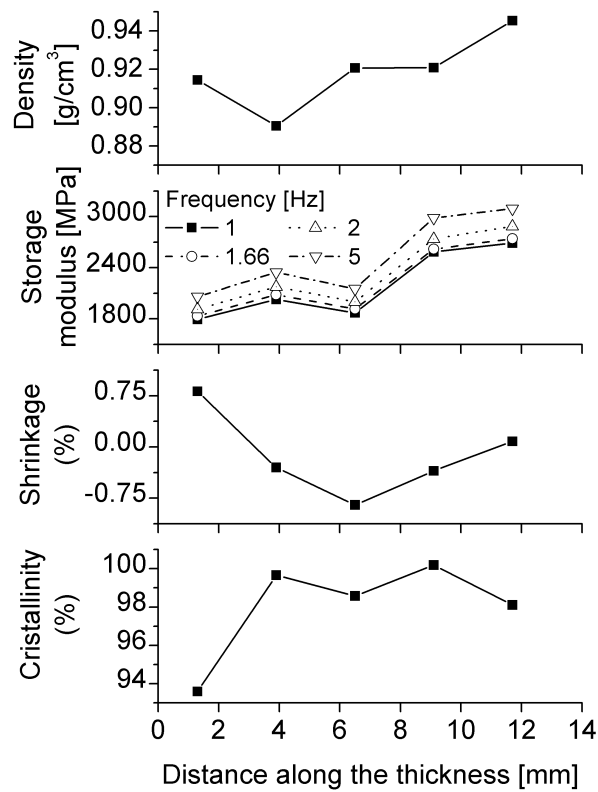 Density
[g/cm³]
0.94
0.92
0.90
0.88
Storage
modulus [MPa]
3000
2400
1800
Frequency [Hz]
1 2
1.66 5
Shrinkage
(%)
0.75
0.00
-0.75
Cristallinity
(%)
100
98
96
94
0 2 4 6 8 10 12 14
Distance along the thickness [mm]